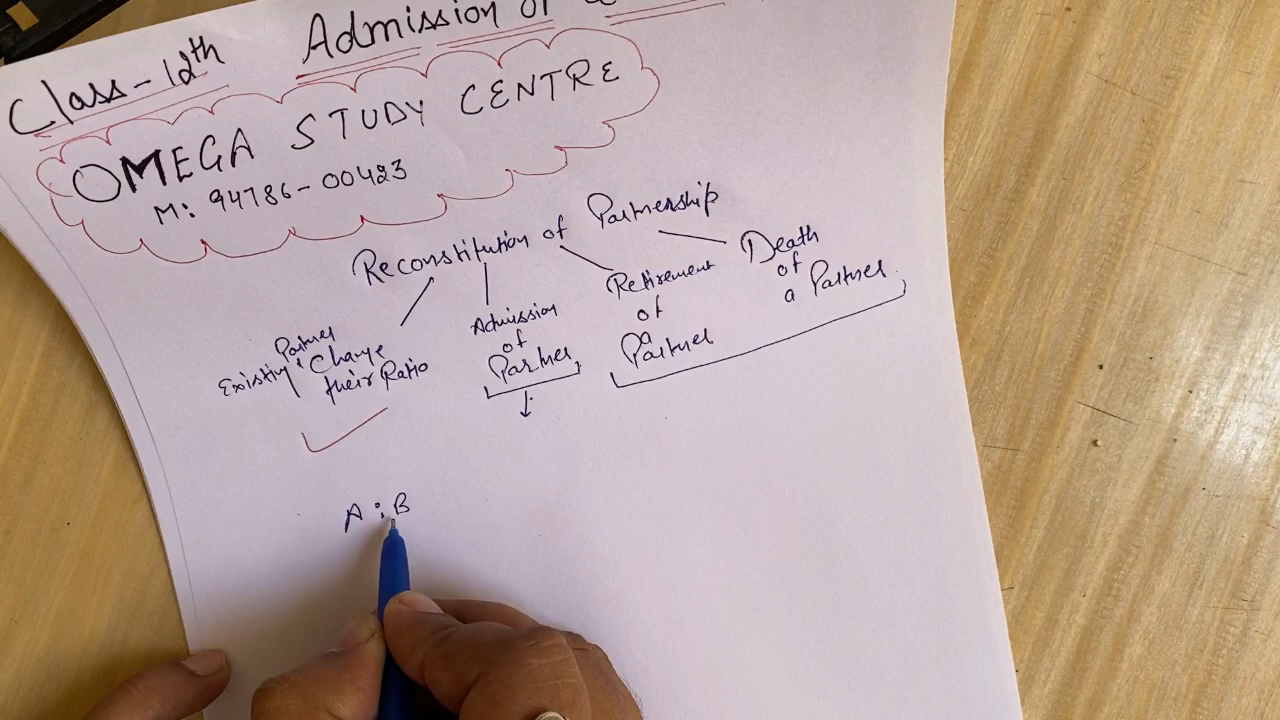 Class-12th Admission of a
OMEGA STUDY CENTRE
M: 94786-00423
Reconstitution of Partnership
Existing Partner Change
their Ratio
Admission
of
Partner
Retirement
of
a
Partner
Death
of
a Partner
A : B